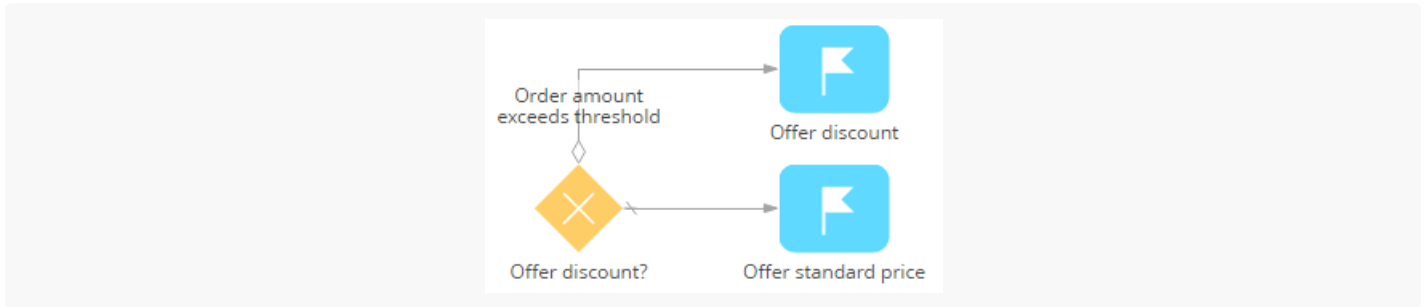 Order amount
exceeds threshold
Offer discount
Offer discount?
Offer standard price